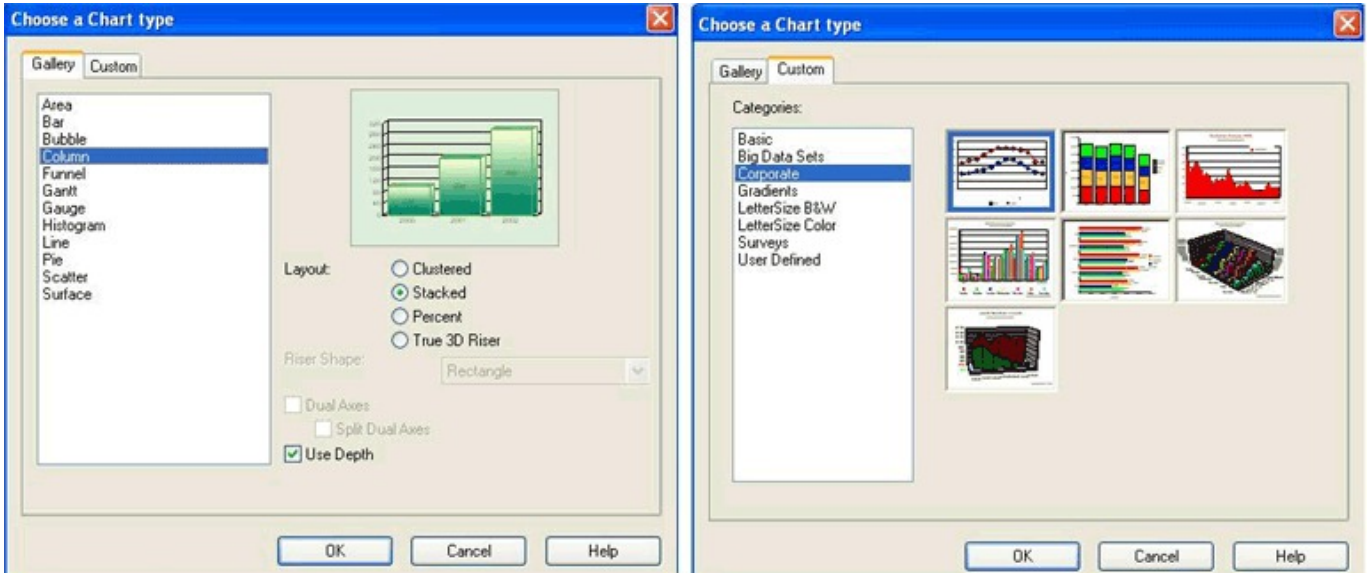 Choose a Chart type
Gallery Custom
Area
Bar
Bubble
Column
Funnel
Gantt
Gauge
Histogram
Line
Pie
Scatter
Surface
2000 2001 2002
Layout:
Clustered
Stacked
Percent
True 3D Riser
Riser Shape:
Rectangle
Dual Axes
Split Dual Axes
Use Depth
OK Cancel Help
Choose a Chart type
Gallery Custom
Categories:
Basic
Big Data Sets
Corporate
Gradients
LetterSize B&W
LetterSize Color
Surveys
User Defined
OK Cancel Help